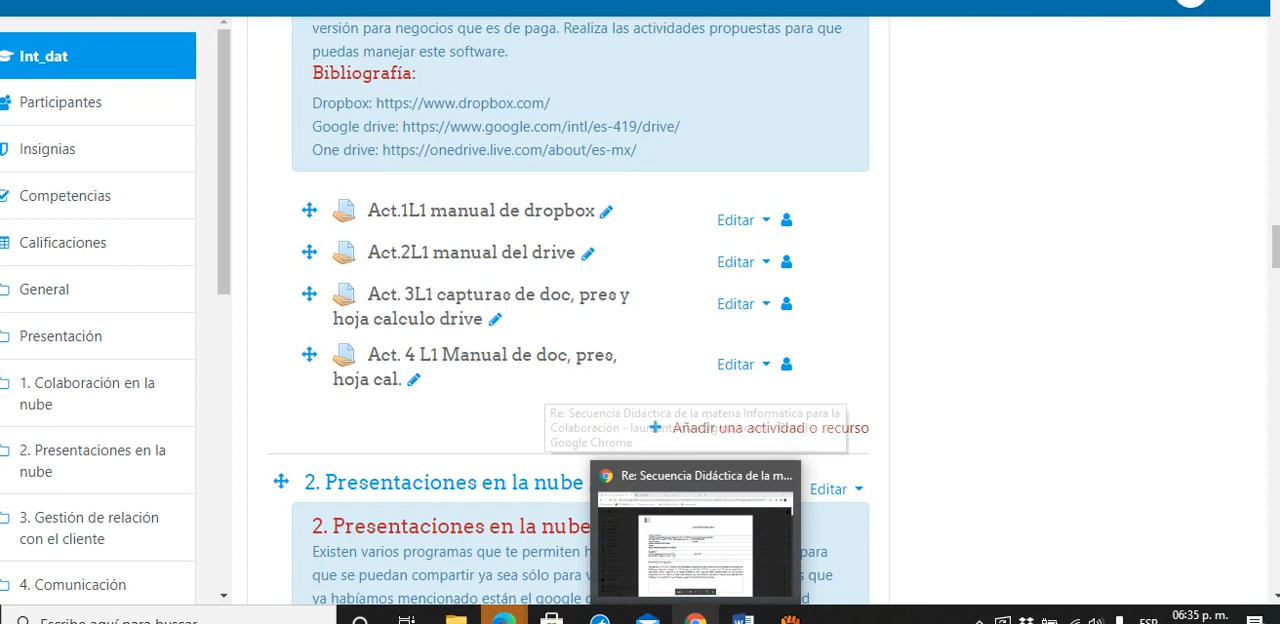 versión para negocios que es de paga. Realiza las actividades propuestas para que
puedas manejar este software.
Bibliografía:
Dropbox: https://www.dropbox.com/
Google drive: https://www.google.com/intl/es-419/drive/
One drive: https://onedrive.live.com/about/es-mx/
Int_dat
Participantes
Insignias
Competencias
Calificaciones
General
Presentación
1. Colaboración en la
nube
2. Presentaciones en la
nube
3. Gestión de relación
con el cliente
4. Comunicación
Act.1L1 manual de dropbox
Editar
Act.2L1 manual del drive
Editar
Act. 3L1 capturas de doc, pres y
hoja calculo drive
Editar
Act. 4 L1 Manual de doc, pres,
hoja cal.
Editar
Re: Secuencia Didáctica de la materia Informática para la
Colaboración -
Google Chrome
Añadir una actividad o recurso
2. Presentaciones en la nube
Editar
Re: Secuencia Didáctica de la m...
2. Presentaciones en la nube
Existen varios programas que te permiten para
que se puedan compartir ya sea sólo para que
ya habíamos mencionado están el google
Escribe aquí para buscar
ESP
06:35 p. m.